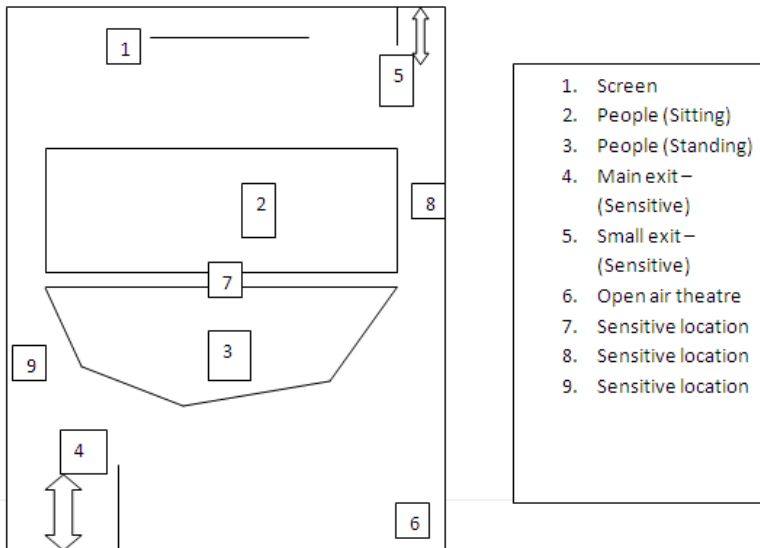 1
5
2
8
7
3
9
4
6
1. Screen
2. People (Sitting)
3. People (Standing)
4. Main exit –
(Sensitive)
5. Small exit –
(Sensitive)
6. Open air theatre
7. Sensitive location
8. Sensitive location
9. Sensitive location